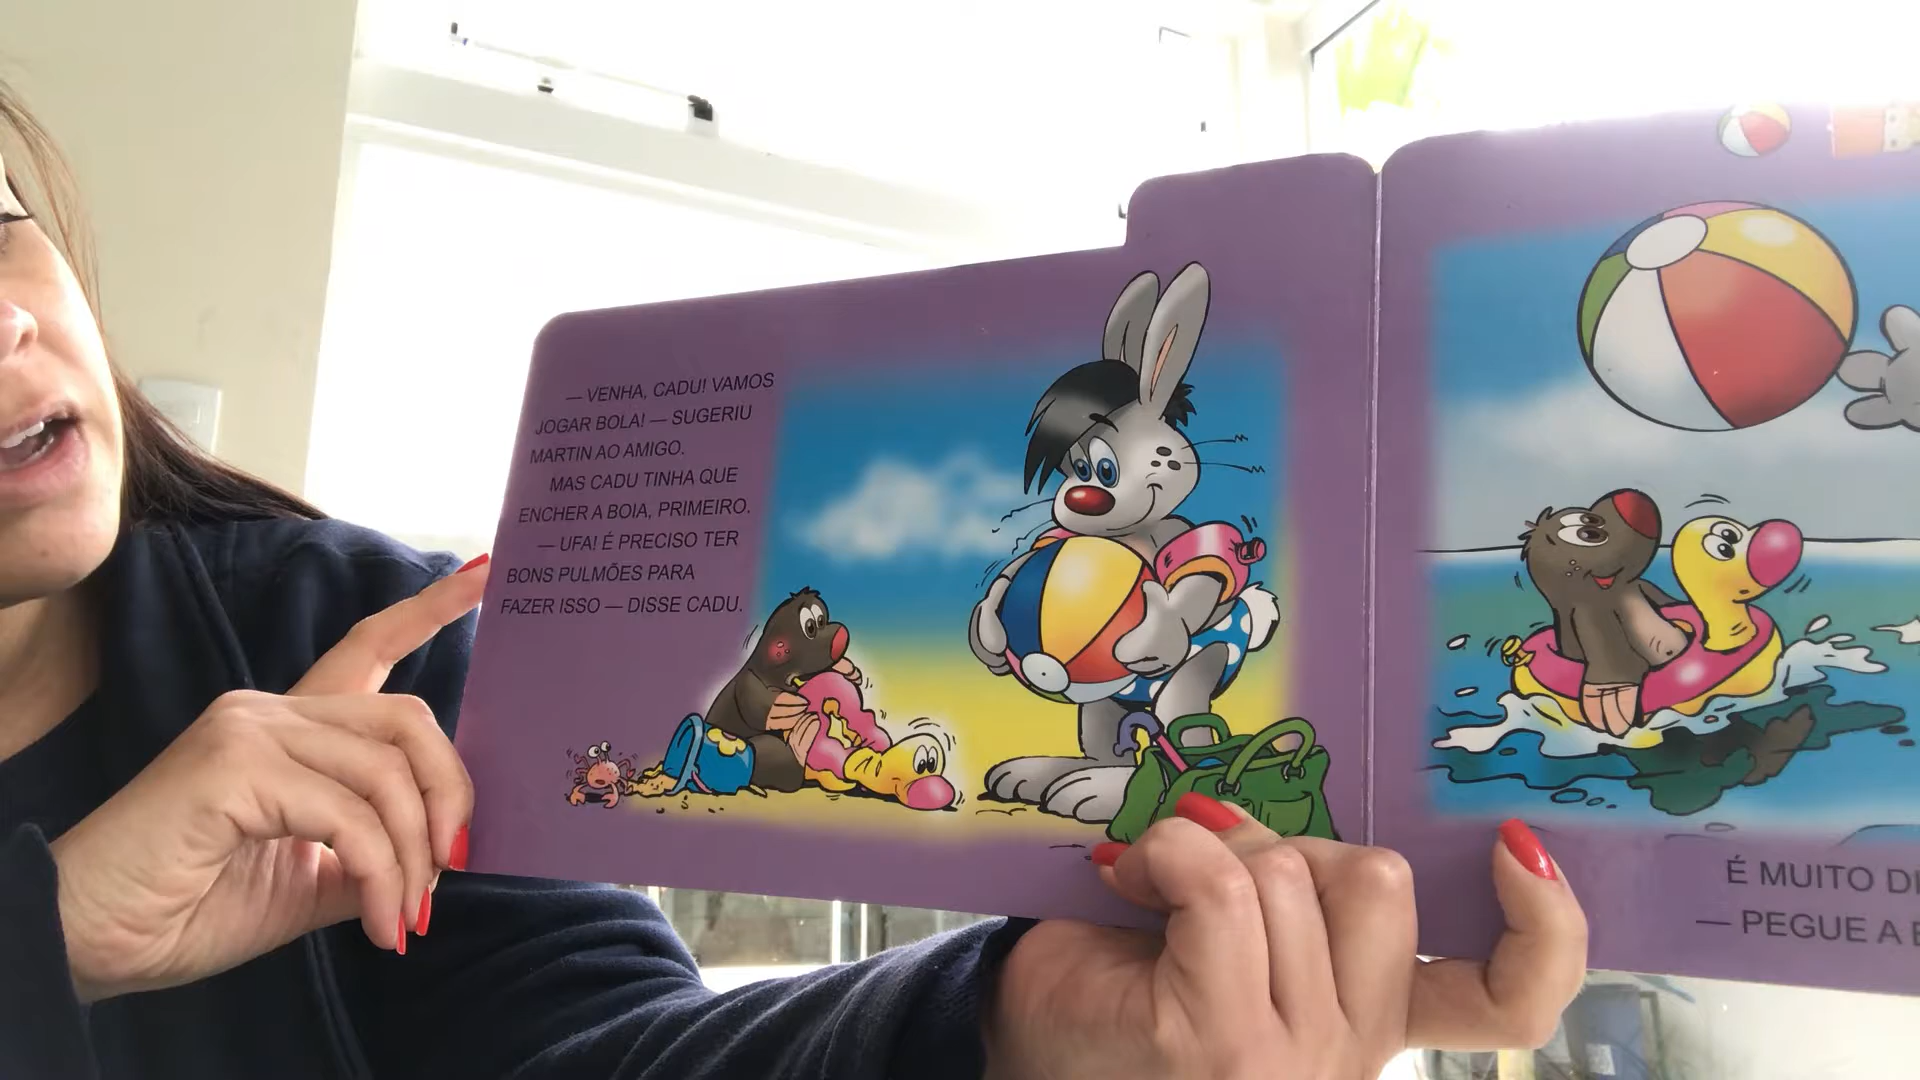 — VENHA, CADU! VAMOS
JOGAR BOLA! — SUGERIU
MARTIN AO AMIGO.
MAS CADU TINHA QUE
ENCHER A BOIA, PRIMEIRO.
— UFA! É PRECISO TER
BONS PULMÕES PARA
FAZER ISSO — DISSE CADU.
É MUITO
— PEGUE A